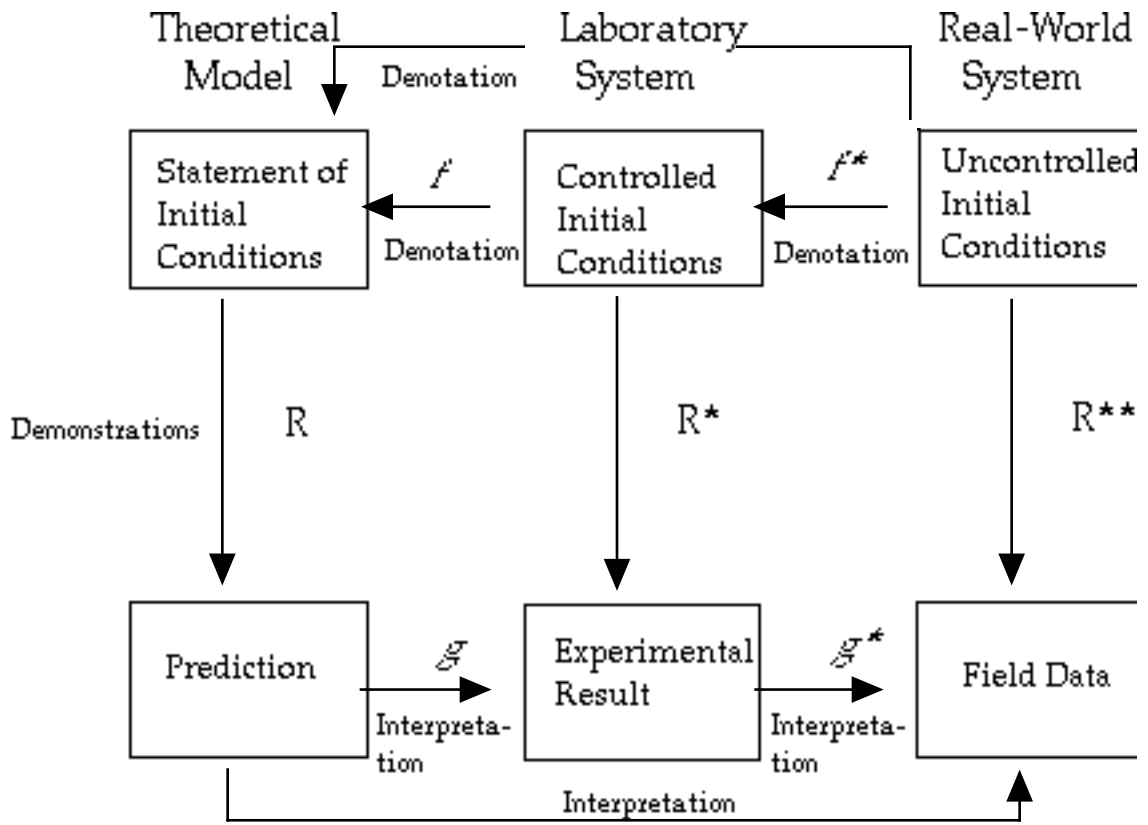 Theoretical
Model
Laboratory
System
Real-World
System
Denotation
Statement of
Initial
Conditions
f
Denotation
Controlled
Initial
Conditions
f*
Denotation
Uncontrolled
Initial
Conditions
Demonstrations
R
R*
R**
Prediction
g
Interpreta-
tion
Experimental
Result
g*
Interpreta-
tion
Field Data
Interpretation